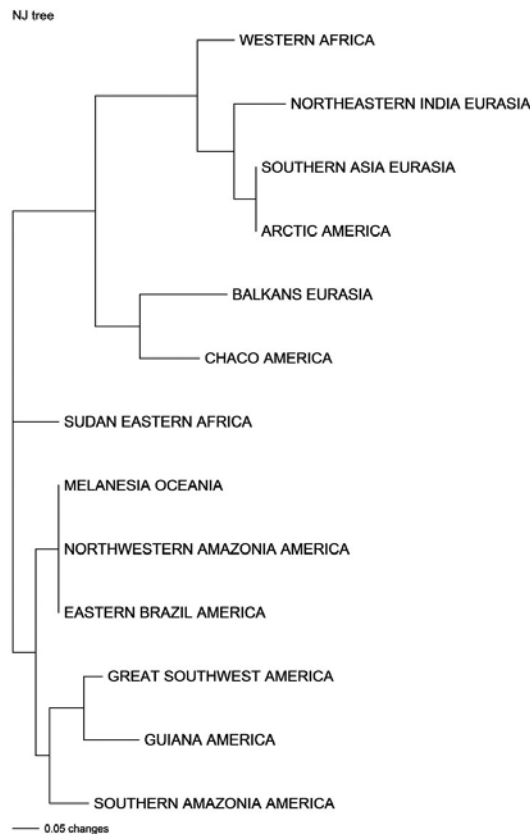 NJ tree
WESTERN AFRICA
NORTHEASTERN INDIA EURASIA
SOUTHERN ASIA EURASIA
ARCTIC AMERICA
BALKANS EURASIA
CHACO AMERICA
SUDAN EASTERN AFRICA
MELANESIA OCEANIA
NORTHWESTERN AMAZONIA AMERICA
EASTERN BRAZIL AMERICA
GREAT SOUTHWEST AMERICA
GUIANA AMERICA
SOUTHERN AMAZONIA AMERICA
0.05 changes